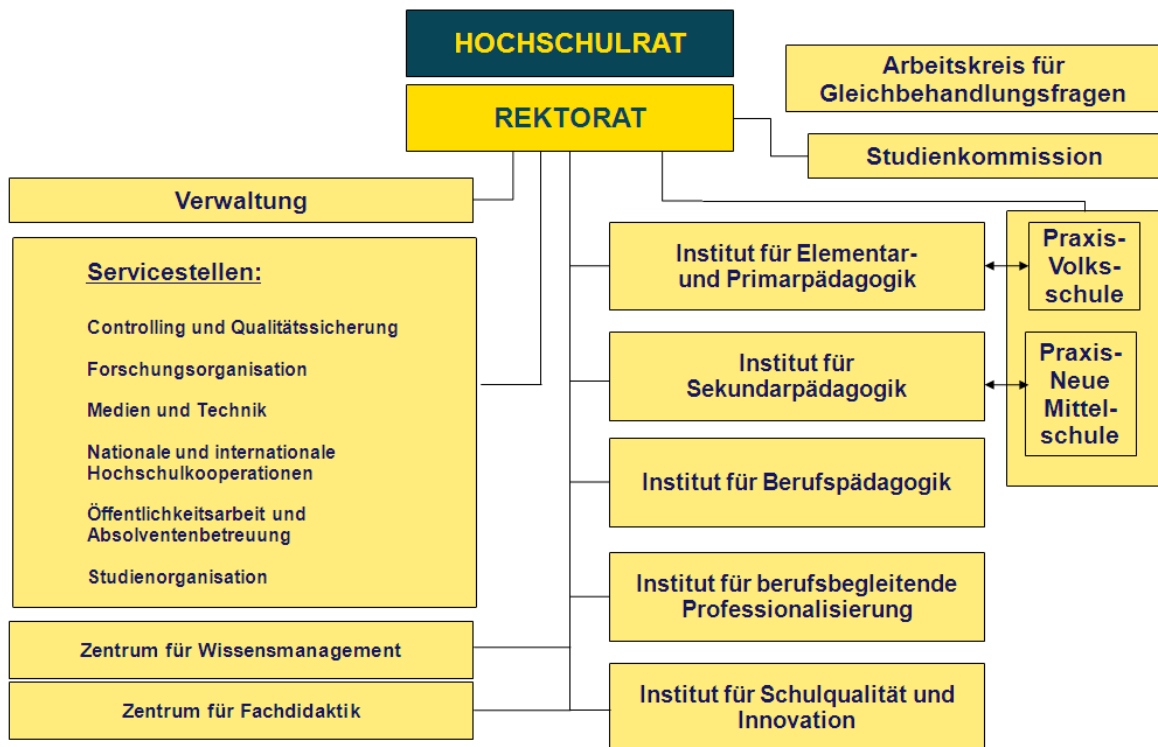 HOCHSCHULRAT
REKTORAT
Arbeitskreis für
Gleichbehandlungsfragen
Studienkommission
Verwaltung
Servicestellen:
Controlling und Qualitätssicherung
Forschungsorganisation
Medien und Technik
Nationale und internationale
Hochschulkooperationen
Öffentlichkeitsarbeit und
Absolventenbetreuung
Studienorganisation
Zentrum für Wissensmanagement
Zentrum für Fachdidaktik
Institut für Elementar-
und Primarpädagogik
Institut für
Sekundarpädagogik
Institut für Berufspädagogik
Institut für berufsbegleitende
Professionalisierung
Institut für Schulqualität und
Innovation
Praxis-
Volks-
schule
Praxis-
Neue
Mittel-
schule